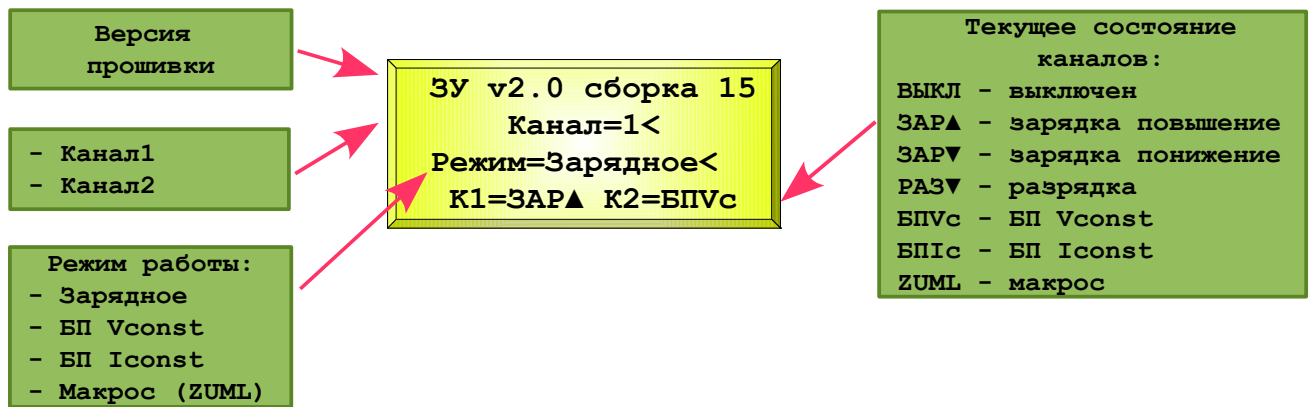 Версия
прошивки
- Канал1
- Канал2
Режим работы:
- Зарядное
- БП Vconst
- БП Iconst
- Макрос (ZUML)
ЗУ v2.0 сборка 15
Канал=1<
Режим=Зарядное<
К1=ЗАР▲ К2=БПVc
Текущее состояние
каналов:
ВЫКЛ - выключен
ЗАР▲ - зарядка повышение
ЗАР▼ - зарядка понижение
РАЗ▼ - разрядка
БПVc - БП Vconst
БПIc - БП Iconst
ZUML - макрос